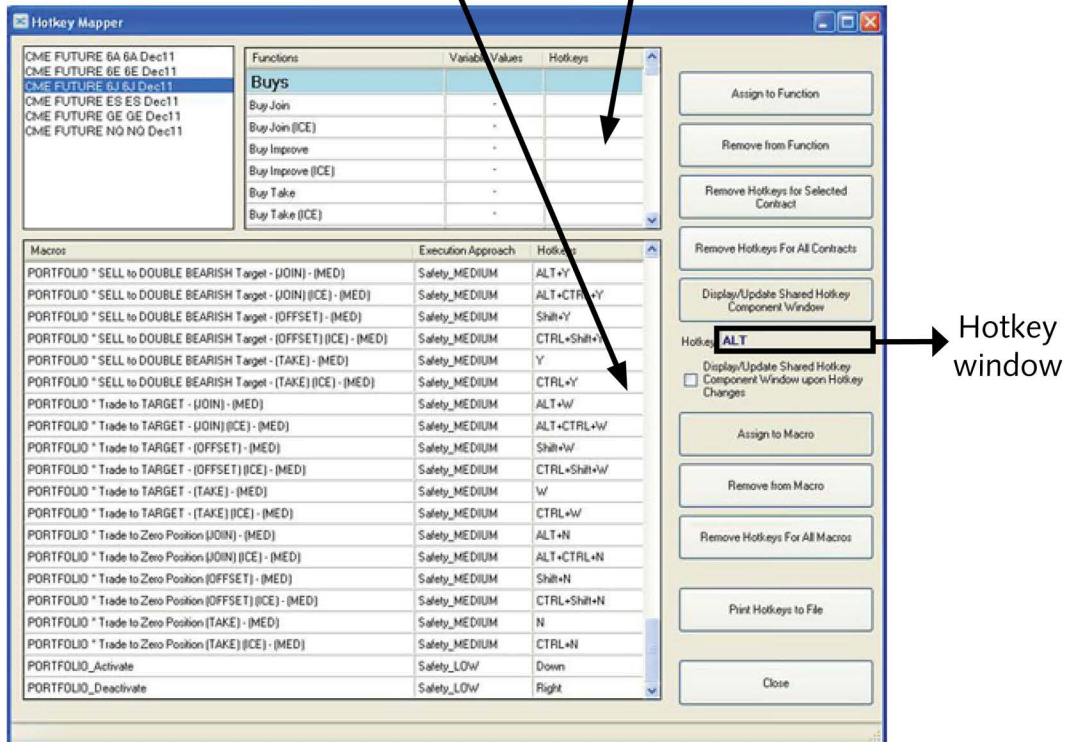 Hotkey Mapper
CME FUTURE 6A 6A Dec11
CME FUTURE 6E 6E Dec11
CME FUTURE 6J 6J Dec11
CME FUTURE ES ES Dec11
CME FUTURE GE GE Dec11
CME FUTURE NQ NQ Dec11
Functions Variable Values Hotkeys
Buys
Buy Join -
Buy Join (ICE) -
Buy Improve -
Buy Improve (ICE) -
Buy Take -
Buy Take (ICE) -
Assign to Function
Remove from Function
Remove Hotkeys for Selected
Contract
Remove Hotkeys For All Contracts
Display/Update Shared Hotkey
Component Window
Hotkey ALT
Display/Update Shared Hotkey
Component Window upon Hotkey
Changes
Assign to Macro
Remove from Macro
Remove Hotkeys For All Macros
Print Hotkeys to File
Close
Hotkey
window
Macros Execution Approach Hotkeys
PORTFOLIO * SELL to DOUBLE BEARISH Target - (JOIN) - (MED) Safety_MEDIUM ALT+Y
PORTFOLIO * SELL to DOUBLE BEARISH Target - (JOIN) (ICE) - (MED) Safety_MEDIUM ALT+CTRL+Y
PORTFOLIO * SELL to DOUBLE BEARISH Target - (OFFSET) - (MED) Safety_MEDIUM Shift+Y
PORTFOLIO * SELL to DOUBLE BEARISH Target - (OFFSET) (ICE) - (MED) Safety_MEDIUM CTRL+Shift+Y
PORTFOLIO * SELL to DOUBLE BEARISH Target - (TAKE) - (MED) Safety_MEDIUM Y
PORTFOLIO * SELL to DOUBLE BEARISH Target - (TAKE) (ICE) - (MED) Safety_MEDIUM CTRL+Y
PORTFOLIO * Trade to TARGET - (JOIN) - (MED) Safety_MEDIUM ALT+W
PORTFOLIO * Trade to TARGET - (JOIN) (ICE) - (MED) Safety_MEDIUM ALT+CTRL+W
PORTFOLIO * Trade to TARGET - (OFFSET) - (MED) Safety_MEDIUM Shift+W
PORTFOLIO * Trade to TARGET - (OFFSET) (ICE) - (MED) Safety_MEDIUM CTRL+Shift+W
PORTFOLIO * Trade to TARGET - (TAKE) - (MED) Safety_MEDIUM W
PORTFOLIO * Trade to TARGET - (TAKE) (ICE) - (MED) Safety_MEDIUM CTRL+W
PORTFOLIO * Trade to Zero Position (JOIN) - (MED) Safety_MEDIUM ALT+N
PORTFOLIO * Trade to Zero Position (JOIN) (ICE) - (MED) Safety_MEDIUM ALT+CTRL+N
PORTFOLIO * Trade to Zero Position (OFFSET) - (MED) Safety_MEDIUM Shift+N
PORTFOLIO * Trade to Zero Position (OFFSET) (ICE) - (MED) Safety_MEDIUM CTRL+Shift+N
PORTFOLIO * Trade to Zero Position (TAKE) - (MED) Safety_MEDIUM N
PORTFOLIO * Trade to Zero Position (TAKE) (ICE) - (MED) Safety_MEDIUM CTRL+N
PORTFOLIO_Activate Safety_LOW Down
PORTFOLIO_Deactivate Safety_LOW Right